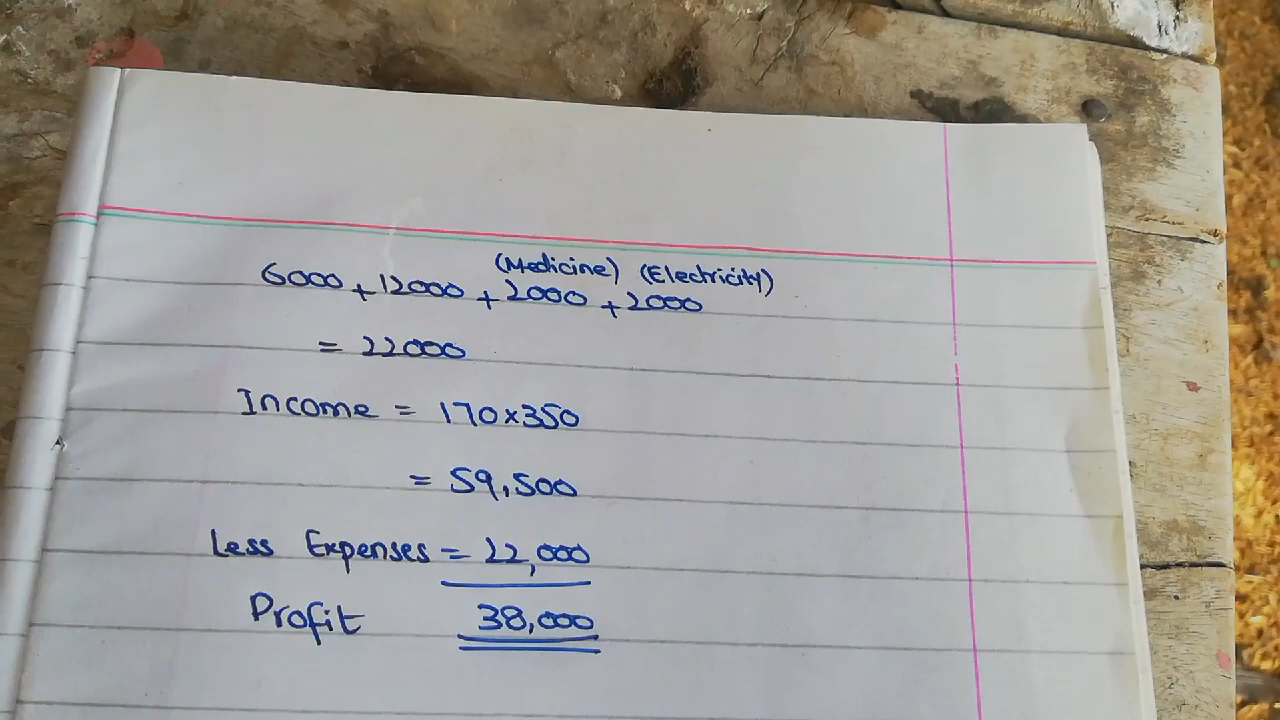 (Medicine) (Electricity)
6000 + 12000 + 2000 + 2000
= 22000
Income = 170x350
= 59,500
Less Expenses = 22,000
Profit 38,000